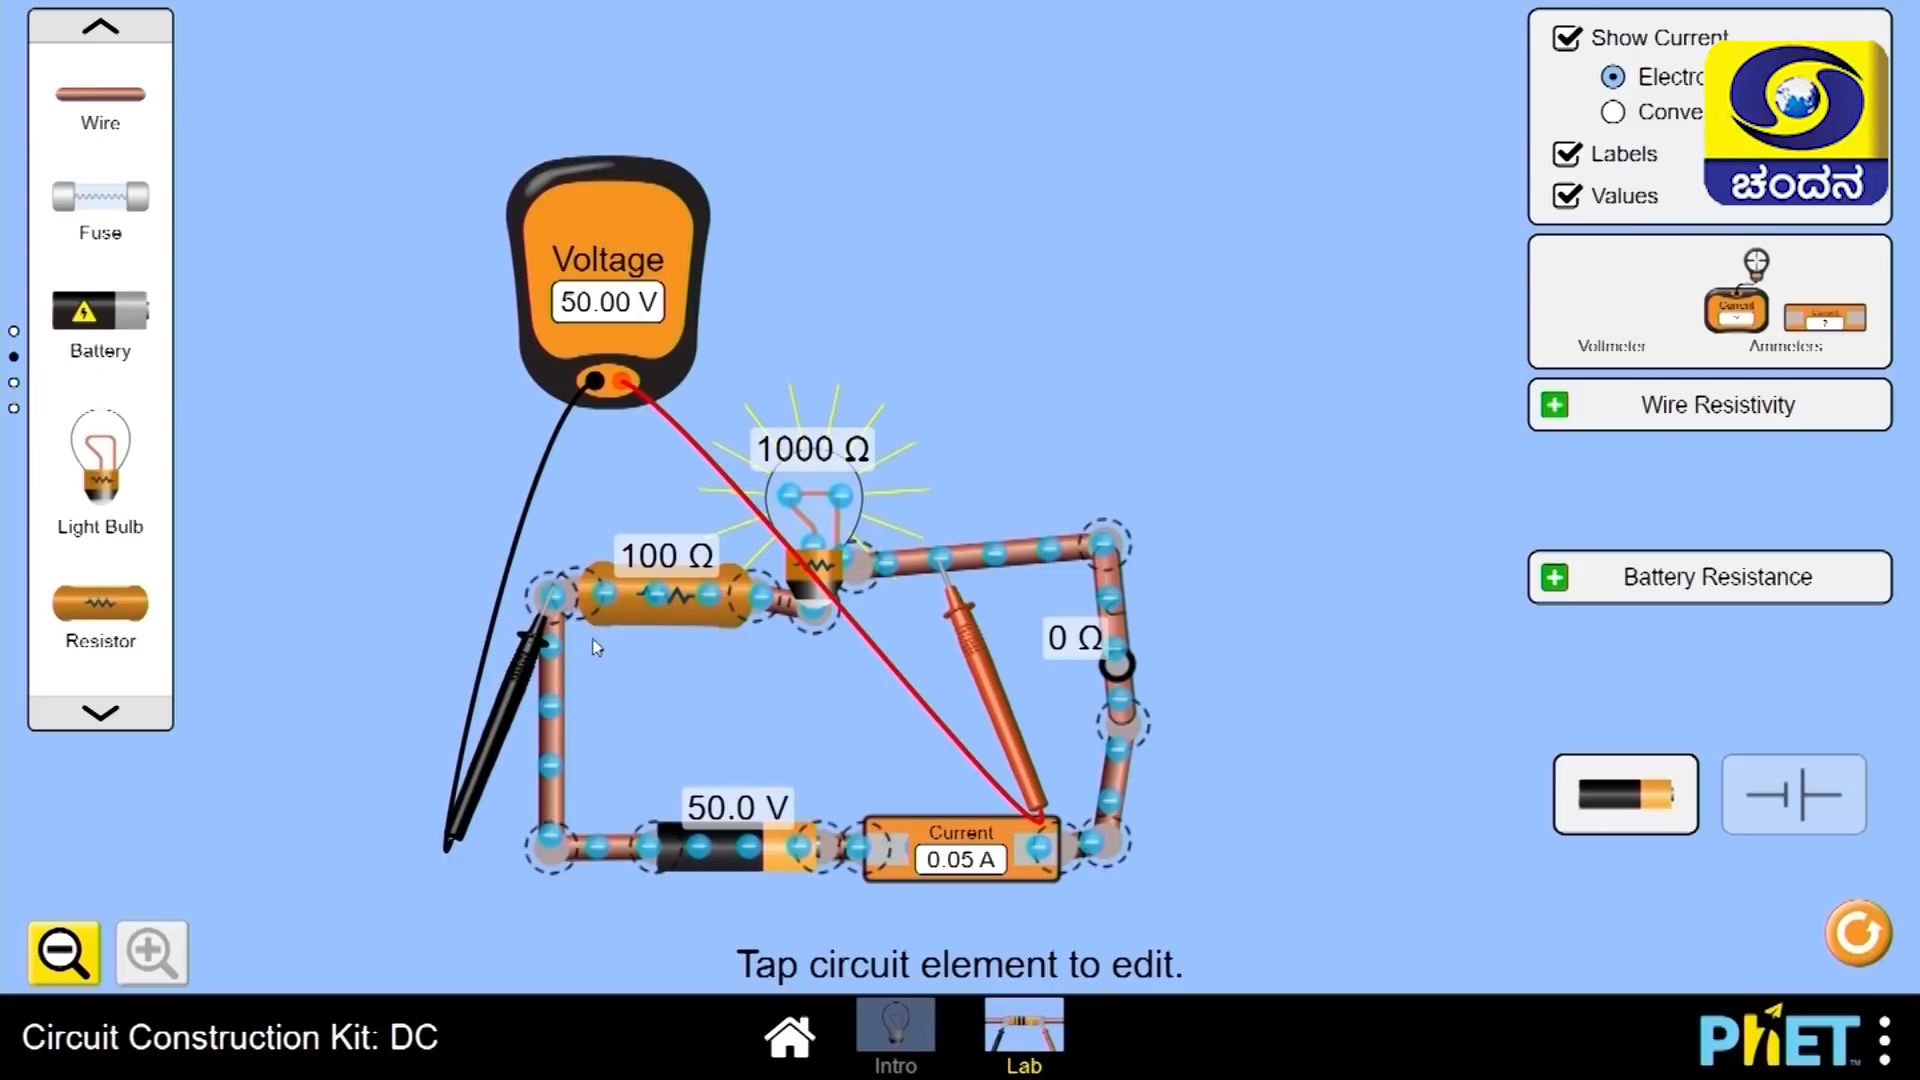 Wire
Fuse
Battery
Light Bulb
Resistor
Voltage
50.00 V
1000 Ω
100 Ω
0 Ω
50.0 V
Current
0.05 A
Tap circuit element to edit.
Show Current
Electro
Conve
Labels
Values
ಚಂದನ
Current
Current
?
Voltmeter
Ammeters
Wire Resistivity
Battery Resistance
Circuit Construction Kit: DC
Intro
Lab
PhET